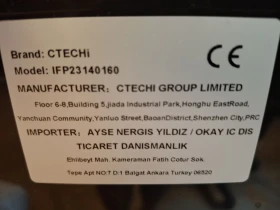 Brand: CTECHi
CE
Model: IFP23140160
MANUFACTURER: CTECHI GROUP LIMITED
Floor 6-8,Building 5,jiada Industrial Park,Honghu EastRoad,
Yanchuan Community,Yanluo Street,BaoanDistrict,Shenzhen City,PRC
IMPORTER: AYSE NERGIS YILDIZ / OKAY IC DIS
TICARET DANISMANLIK
Ehlibeyt Mah. Kameraman Fatih Cotur Sok.
Tepe Apt NO:7 D:1 Balgat Ankara Turkey 06520